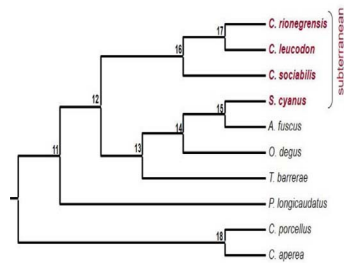 17
C. rionegrensis
16
C. leucodon
C. sociabilis
12
15
S. cyanus
14
A. fuscus
13
O. degus
11
T. barrerae
P. longicaudatus
18
C. porcellus
C. aperea
subterranean